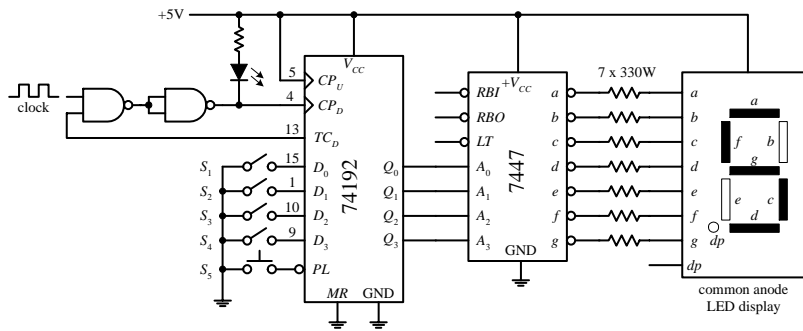 +5V
V_CC
5 CP_U
4 CP_D
13 TC_D
clock
S_1 15 D_0 Q_0
S_2 1 D_1 Q_1
S_3 10 D_2 Q_2
S_4 9 D_3 Q_3
S_5 PL
MR GND
74192
+V_CC
RBI a
RBO b
LT c
A_0 d
A_1 e
A_2 f
A_3 g
GND
7447
7 x 330W
a
b
c
d
e
f
g
dp
a
f b
g
e c
d
dp
common anode
LED display